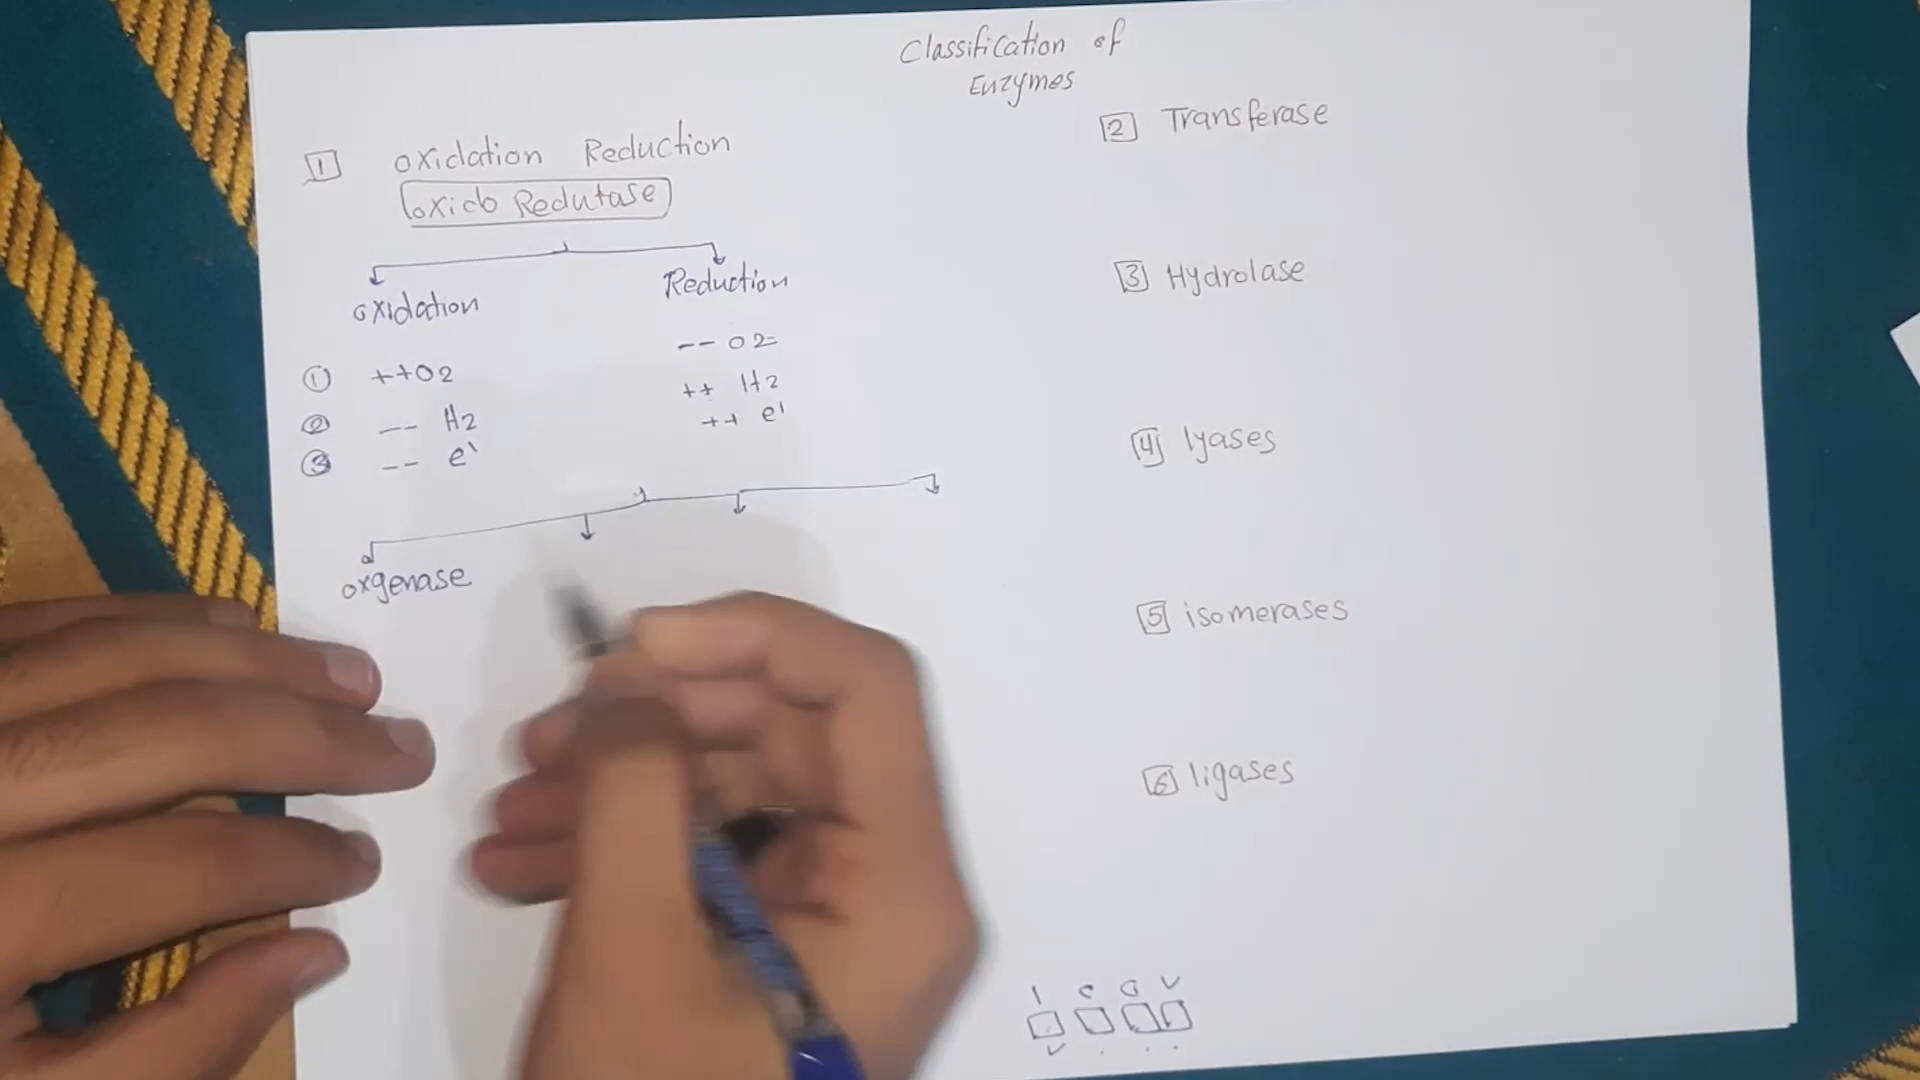 Classification of
Enzymes
1 oxidation Reduction
oxido Redutase
oxidation
Reduction
① ++O2
② -- H2
③ -- e'
-- O2
++ H2
++ e'
oxgenase
2 Transferase
3 Hydrolase
4 lyases
5 isomerases
6 ligases